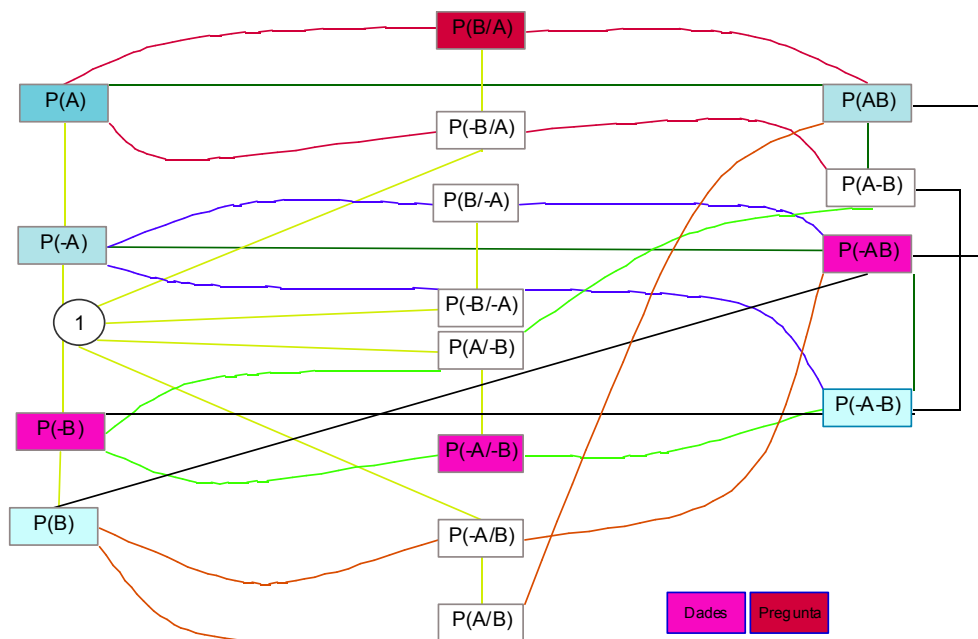 P(B/A)
P(A)
P(AB)
P(-B/A)
P(A-B)
P(B/-A)
P(-A)
P(-AB)
P(-B/-A)
1
P(A/-B)
P(-A-B)
P(-B)
P(-A/-B)
P(B)
P(-A/B)
P(A/B)
Dades
Pregunta